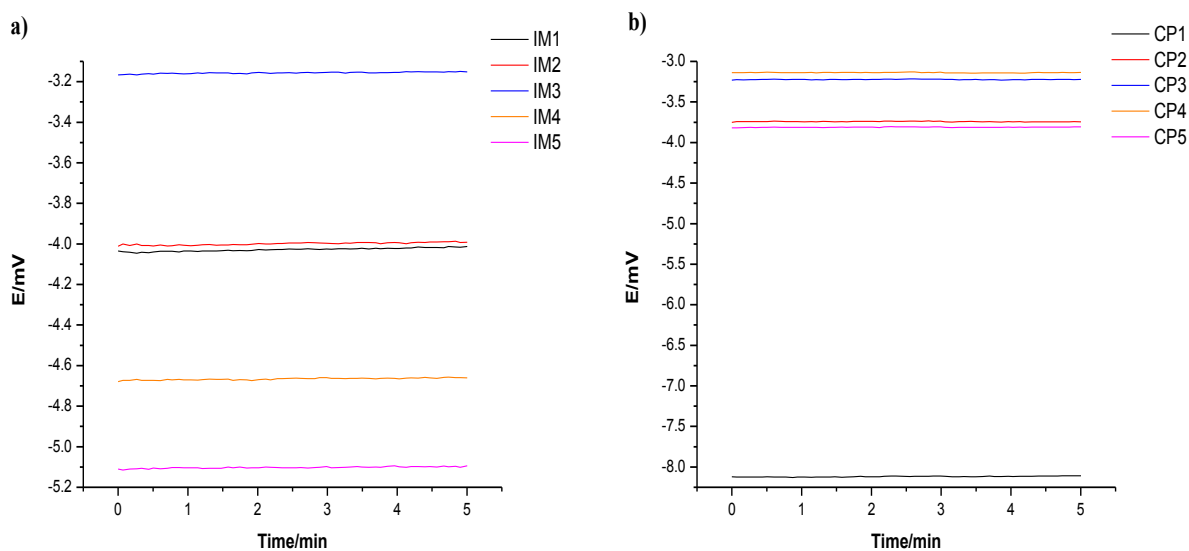 a)
IM1
IM2
IM3
IM4
IM5
-3.2
-3.4
-3.6
-3.8
-4.0
-4.2
-4.4
-4.6
-4.8
-5.0
-5.2
E/mV
0 1 2 3 4 5
Time/min
b)
CP1
CP2
CP3
CP4
CP5
-3.0
-3.5
-4.0
-4.5
-5.0
-5.5
-6.0
-6.5
-7.0
-7.5
-8.0
E/mV
0 1 2 3 4 5
Time/min